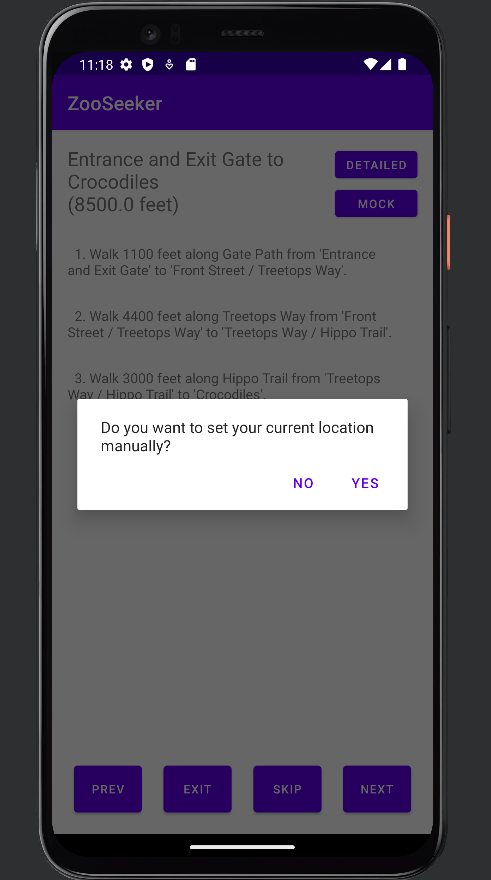 11:18
ZooSeeker
Entrance and Exit Gate to
Crocodiles
(8500.0 feet)
DETAILED
MOCK
1. Walk 1100 feet along Gate Path from 'Entrance
and Exit Gate' to 'Front Street / Treetops Way'.
2. Walk 4400 feet along Treetops Way from 'Front
Street / Treetops Way' to 'Treetops Way / Hippo Trail'.
3. Walk 3000 feet along Hippo Trail from 'Treetops
Way / Hippo Trail' to 'Crocodiles'.
Do you want to set your current location
manually?
NO YES
PREV EXIT SKIP NEXT